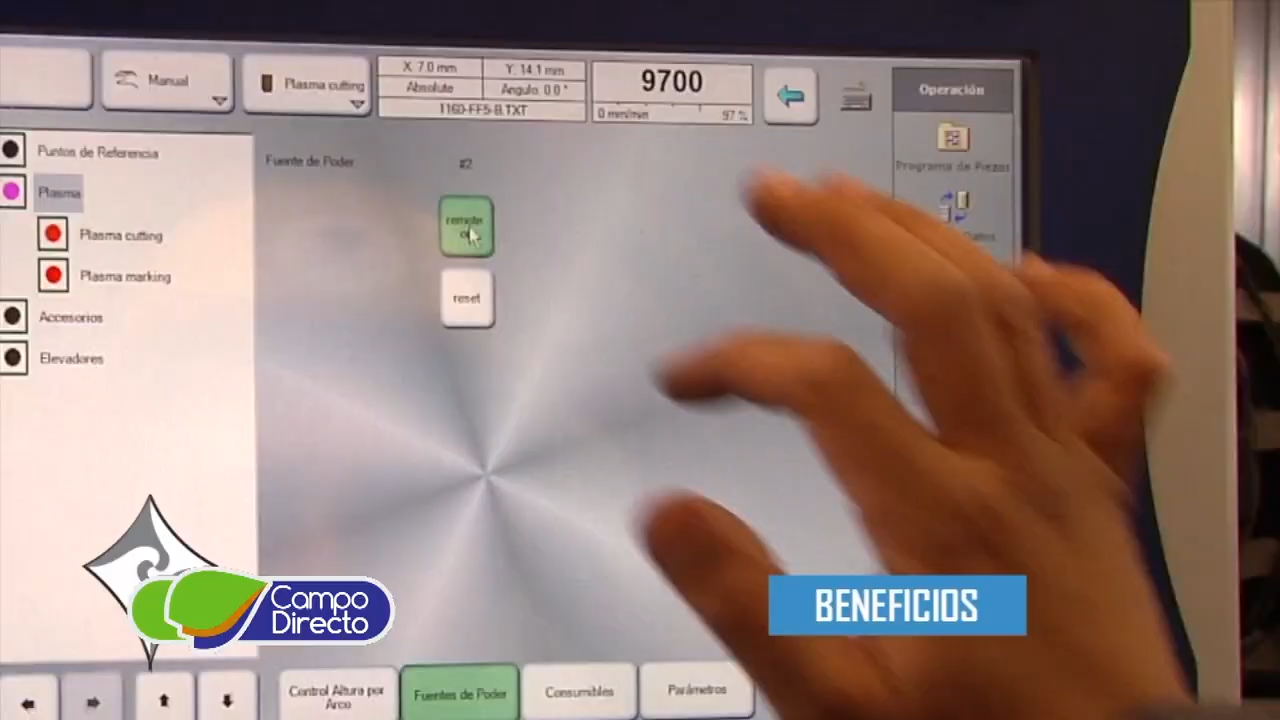 Manual
Plasma cutting
X: 7.0 mm
Y: 14.1 mm
Absolute
Angulo: 0.0 °
1160-FF5-B.TXT
9700
0 mm/min
97 %
Operación
Programa de Piezas
Puntos de Referencia
Plasma
Plasma cutting
Plasma marking
Accesorios
Elevadores
Fuente de Poder
#2
remote
reset
Campo
Directo
BENEFICIOS
Control Altura por
Arco
Fuentes de Poder
Consumibles
Parámetros